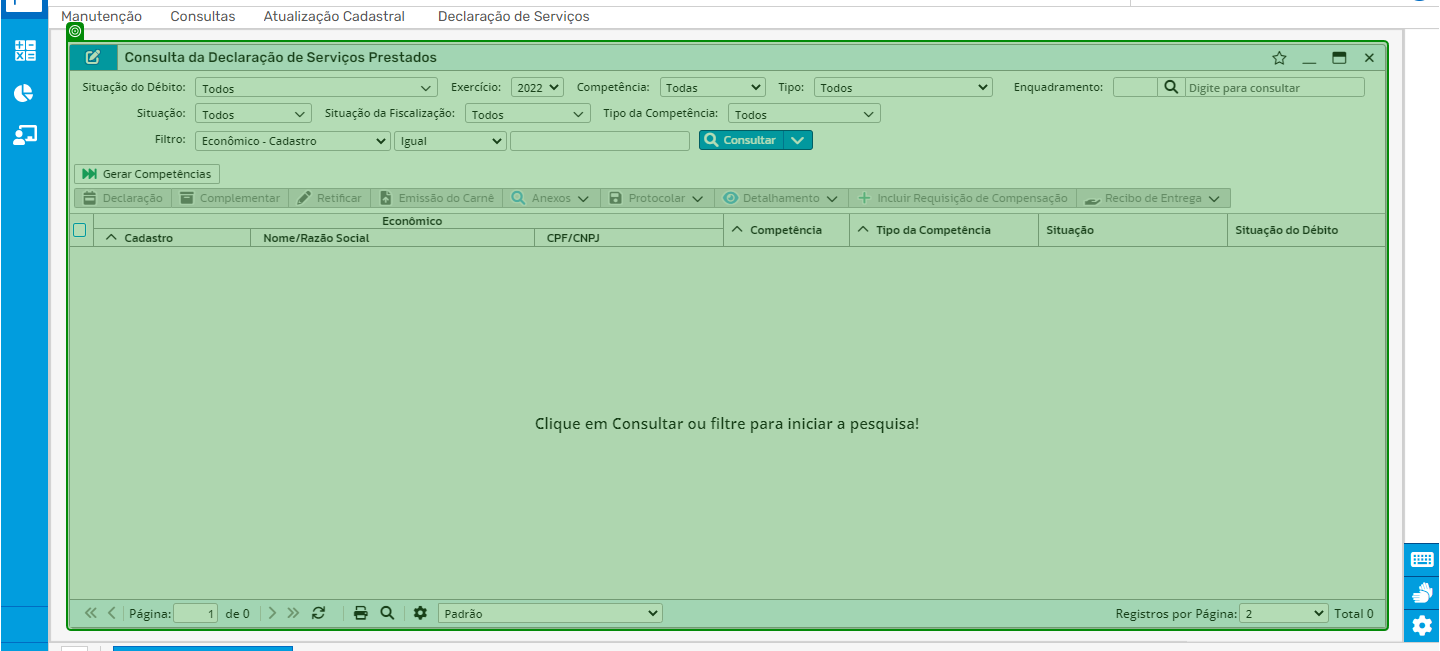 Manutenção Consultas Atualização Cadastral Declaração de Serviços
Consulta da Declaração de Serviços Prestados
Situação do Débito: Todos Exercício: 2022 Competência: Todas Tipo: Todos Enquadramento: Digite para consultar
Situação: Todos Situação da Fiscalização: Todos Tipo da Competência: Todos
Filtro: Econômico - Cadastro Igual Consultar
Gerar Competências
Declaração Complementar Retificar Emissão do Carnê Anexos Protocolar Detalhamento Incluir Requisição de Compensação Recibo de Entrega
Econômico
Cadastro Nome/Razão Social CPF/CNPJ Competência Tipo da Competência Situação Situação do Débito
Clique em Consultar ou filtre para iniciar a pesquisa!
Página: 1 de 0 Padrão Registros por Página: 2 Total 0